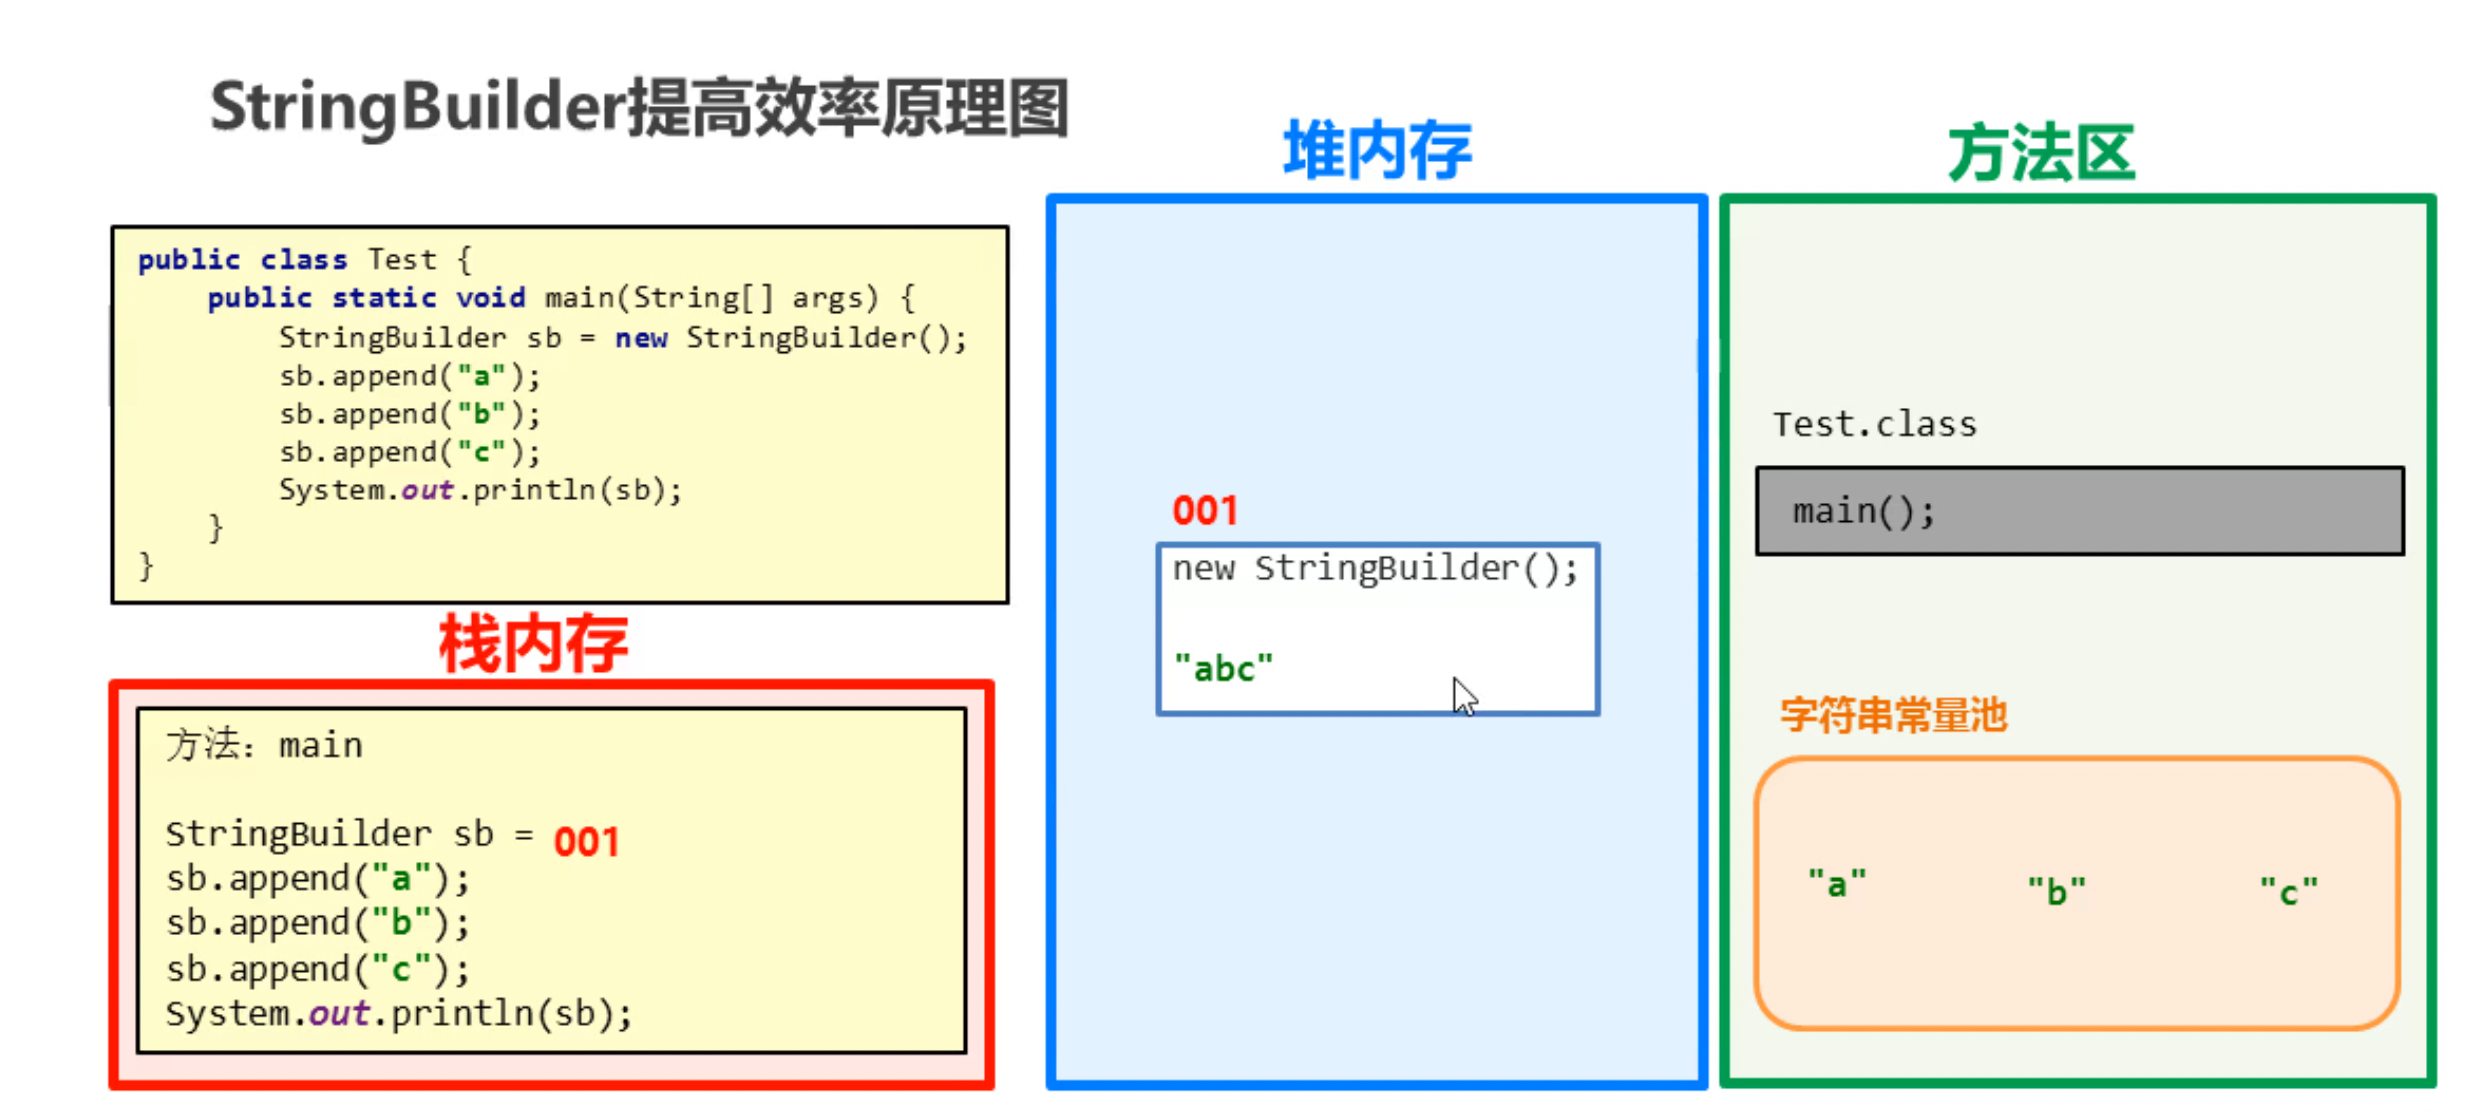 StringBuilder提高效率原理图
public class Test {
public static void main(String[] args) {
StringBuilder sb = new StringBuilder();
sb.append("a");
sb.append("b");
sb.append("c");
System.out.println(sb);
}
}
栈内存
方法：main
StringBuilder sb = 001
sb.append("a");
sb.append("b");
sb.append("c");
System.out.println(sb);
堆内存
001
new StringBuilder();
"abc"
方法区
Test.class
main();
字符串常量池
"a" "b" "c"